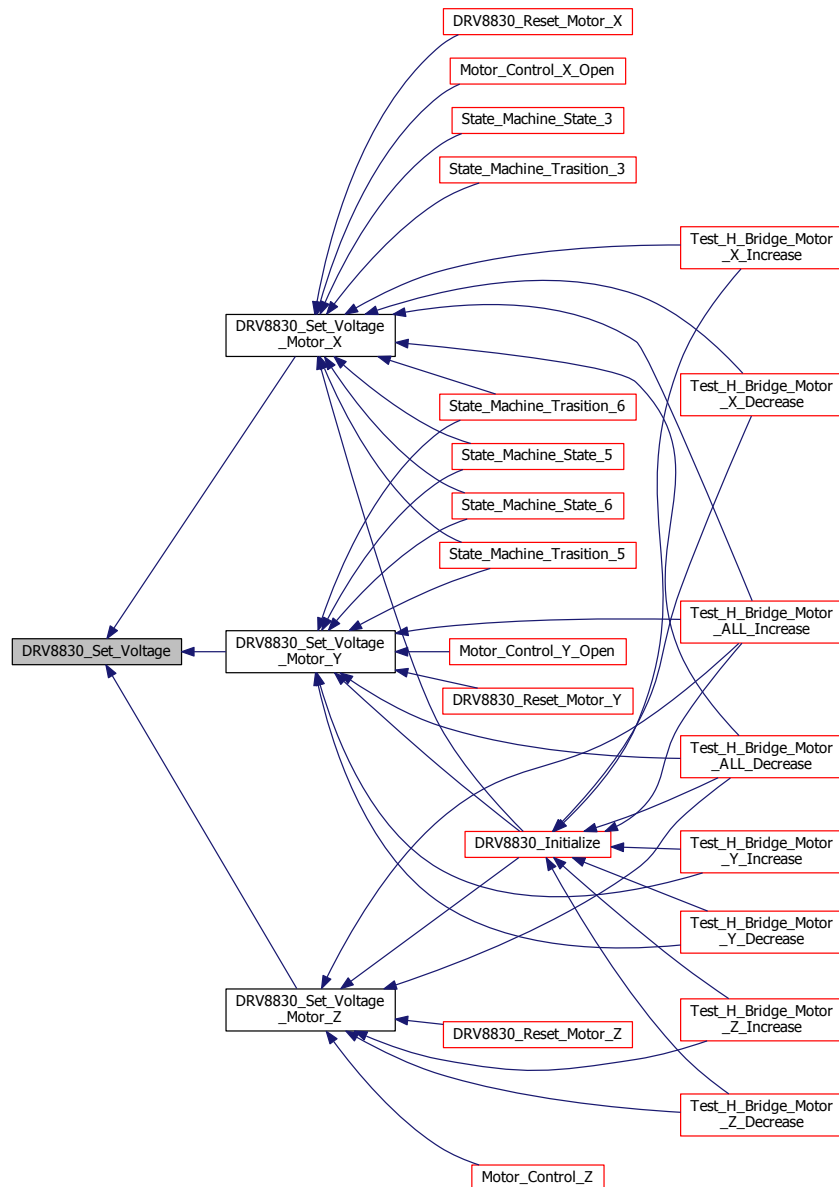 DRV8830_Reset_Motor_X
Motor_Control_X_Open
State_Machine_State_3
State_Machine_Trasition_3
Test_H_Bridge_Motor
_X_Increase
DRV8830_Set_Voltage
_Motor_X
Test_H_Bridge_Motor
_X_Decrease
State_Machine_Trasition_6
State_Machine_State_5
State_Machine_State_6
State_Machine_Trasition_5
Test_H_Bridge_Motor
_ALL_Increase
DRV8830_Set_Voltage
DRV8830_Set_Voltage
_Motor_Y
Motor_Control_Y_Open
DRV8830_Reset_Motor_Y
Test_H_Bridge_Motor
_ALL_Decrease
DRV8830_Initialize
Test_H_Bridge_Motor
_Y_Increase
Test_H_Bridge_Motor
_Y_Decrease
DRV8830_Set_Voltage
_Motor_Z
Test_H_Bridge_Motor
_Z_Increase
DRV8830_Reset_Motor_Z
Test_H_Bridge_Motor
_Z_Decrease
Motor_Control_Z